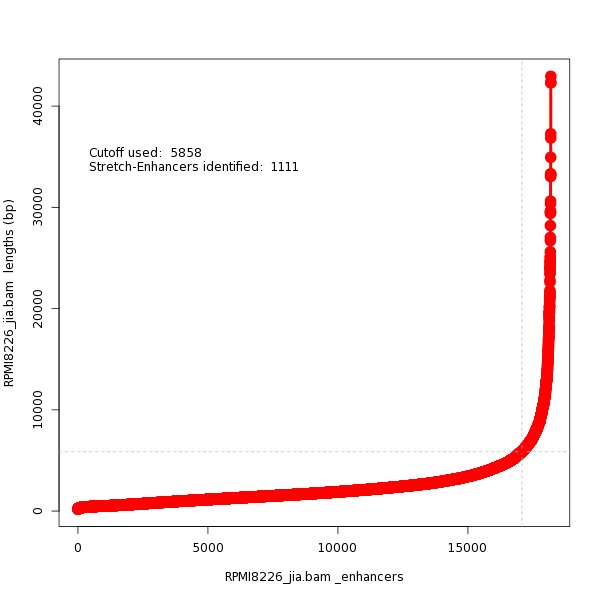 Cutoff used:  5858
Stretch-Enhancers identified:  1111
RPMI8226_jia.bam  lengths (bp)
40000
30000
20000
10000
0
0 5000 10000 15000
RPMI8226_jia.bam _enhancers